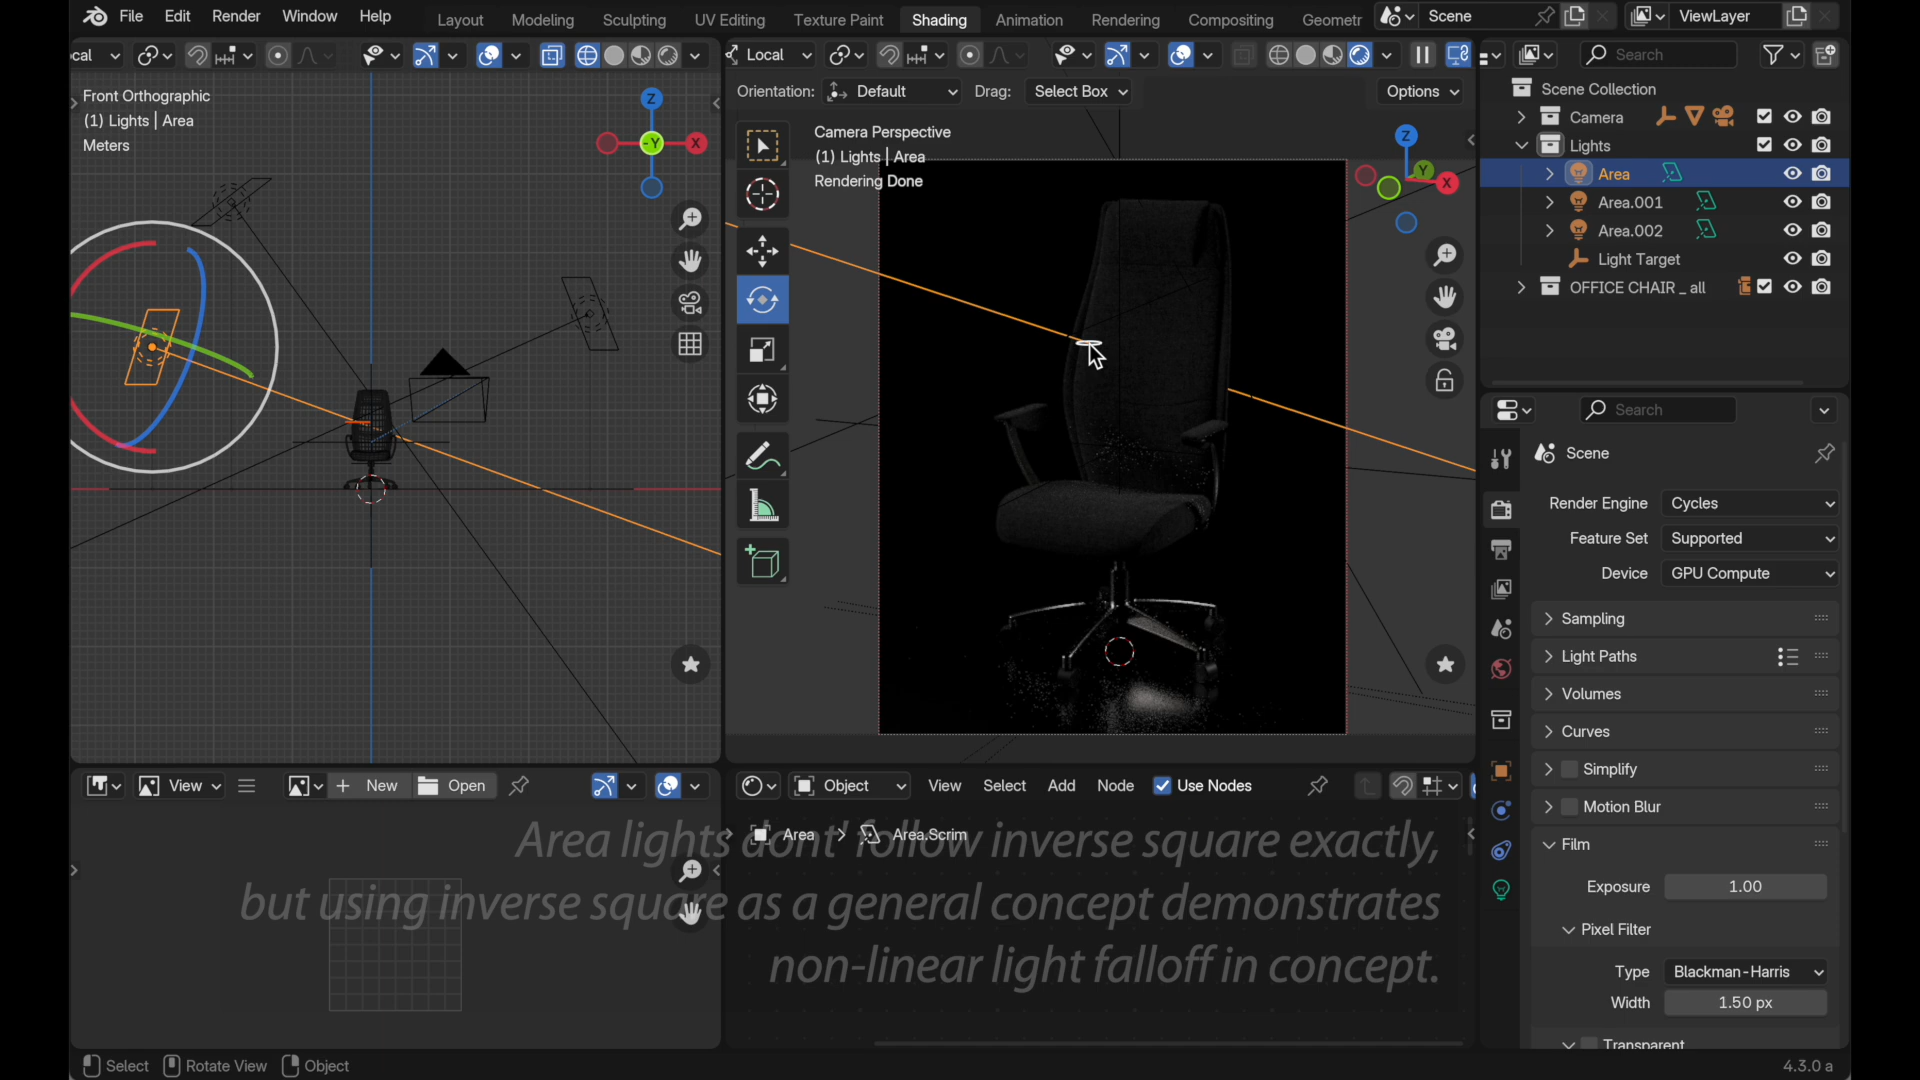 File Edit Render Window Help
Layout Modeling Sculpting UV Editing Texture Paint Shading Animation Rendering Compositing Geometr
Scene
ViewLayer
cal
Local
Search
Orientation: Default Drag: Select Box Options
Front Orthographic
(1) Lights | Area
Meters
Z
X
-Y
Camera Perspective
(1) Lights | Area
Rendering Done
Z
Y
X
Scene Collection
Camera
Lights
Area
Area.001
Area.002
Light Target
OFFICE CHAIR _ all
Search
Scene
Render Engine Cycles
Feature Set Supported
Device GPU Compute
Sampling
Light Paths
Volumes
Curves
Simplify
Motion Blur
Film
Exposure 1.00
Pixel Filter
Type Blackman-Harris
Width 1.50 px
Transparent
View New Open
Object View Select Add Node Use Nodes
Area Area.Scrim
Area lights dont' follow inverse square exactly,
but using inverse square as a general concept demonstrates
non-linear light falloff in concept.
Select Rotate View Object
4.3.0 a